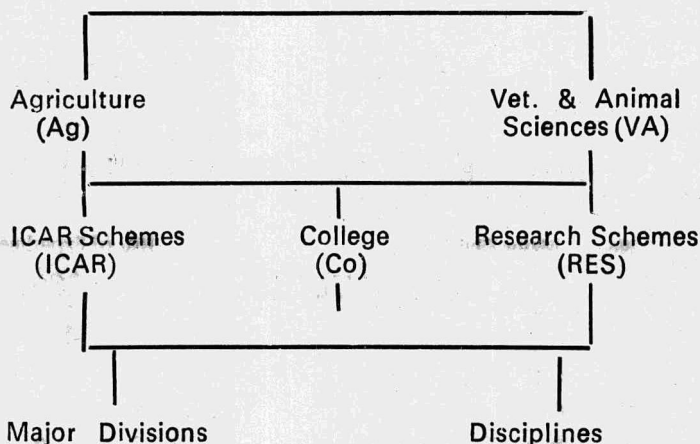 Agriculture
(Ag)
Vet. & Animal
Sciences (VA)
ICAR Schemes
(ICAR)
College
(Co)
Research Schemes
(RES)
Major Divisions
Disciplines